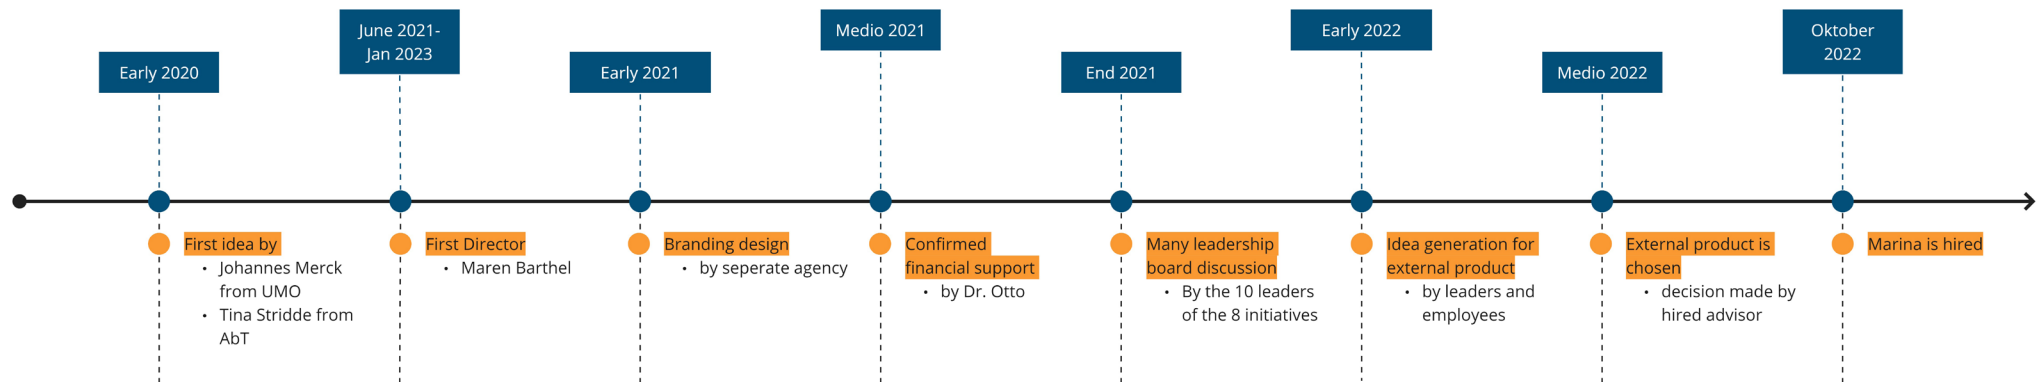 Early 2020
June 2021-
Jan 2023
Early 2021
Medio 2021
End 2021
Early 2022
Medio 2022
Oktober
2022
First idea by
• Johannes Merck
from UMO
• Tina Stridde from
AbT
First Director
• Maren Barthel
Branding design
• by seperate agency
Confirmed
financial support
• by Dr. Otto
Many leadership
board discussion
• By the 10 leaders
of the 8 initiatives
Idea generation for
external product
• by leaders and
employees
External product is
chosen
• decision made by
hired advisor
Marina is hired